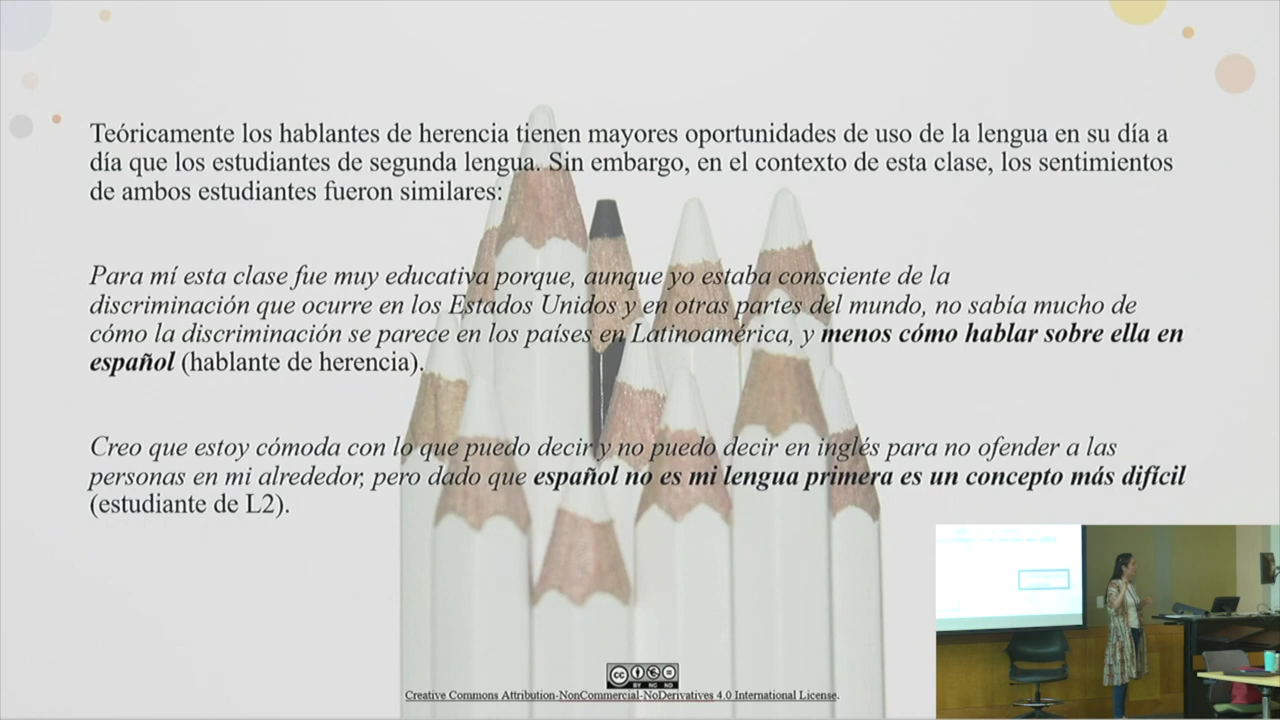 Teóricamente los hablantes de herencia tienen mayores oportunidades de uso de la lengua en su día a
día que los estudiantes de segunda lengua. Sin embargo, en el contexto de esta clase, los sentimientos
de ambos estudiantes fueron similares:
Para mí esta clase fue muy educativa porque, aunque yo estaba consciente de la
discriminación que ocurre en los Estados Unidos y en otras partes del mundo, no sabía mucho de
cómo la discriminación se parece en los países en Latinoamérica, y menos cómo hablar sobre ella en
español (hablante de herencia).
Creo que estoy cómoda con lo que puedo decir y no puedo decir en inglés para no ofender a las
personas en mi alrededor, pero dado que español no es mi lengua primera es un concepto más difícil
(estudiante de L2).
cc
BY NC ND
Creative Commons Attribution-NonCommercial-NoDerivatives 4.0 International License.